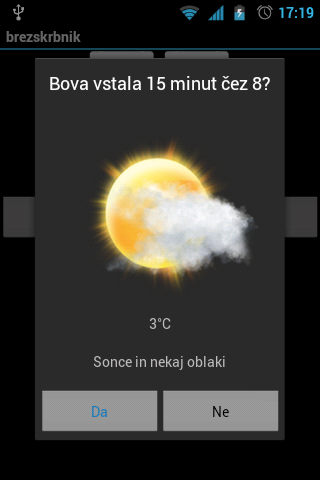 17:19
brezskrbnik
Bova vstala 15 minut čez 8?
3°C
Sonce in nekaj oblaki
Da
Ne